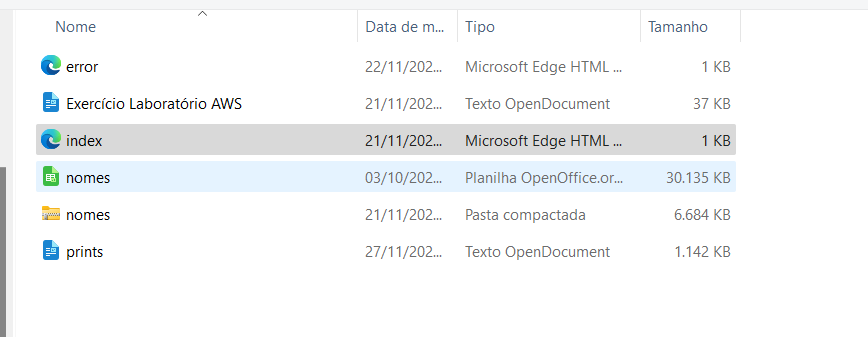 Nome Data de m... Tipo Tamanho
error 22/11/202... Microsoft Edge HTML ... 1 KB
Exercício Laboratório AWS 21/11/202... Texto OpenDocument 37 KB
index 21/11/202... Microsoft Edge HTML ... 1 KB
nomes 03/10/202... Planilha OpenOffice.or... 30.135 KB
nomes 21/11/202... Pasta compactada 6.684 KB
prints 27/11/202... Texto OpenDocument 1.142 KB